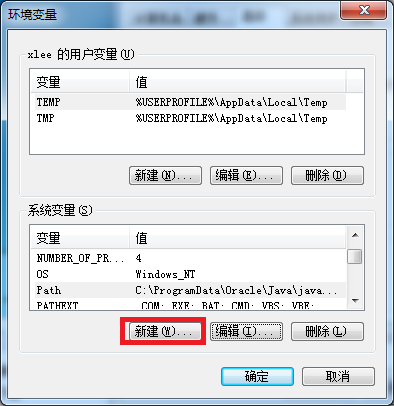 环境变量
xlee 的用户变量(U)
变量 值
TEMP %USERPROFILE%\AppData\Local\Temp
TMP %USERPROFILE%\AppData\Local\Temp
新建(N)... 编辑(E)... 删除(D)
系统变量(S)
变量 值
NUMBER_OF_PR... 4
OS Windows_NT
Path C:\ProgramData\Oracle\Java\java...
PATHEXT .COM;.EXE;.BAT;.CMD;.VBS;.VBE;
新建(W)... 编辑(I)... 删除(L)
确定 取消